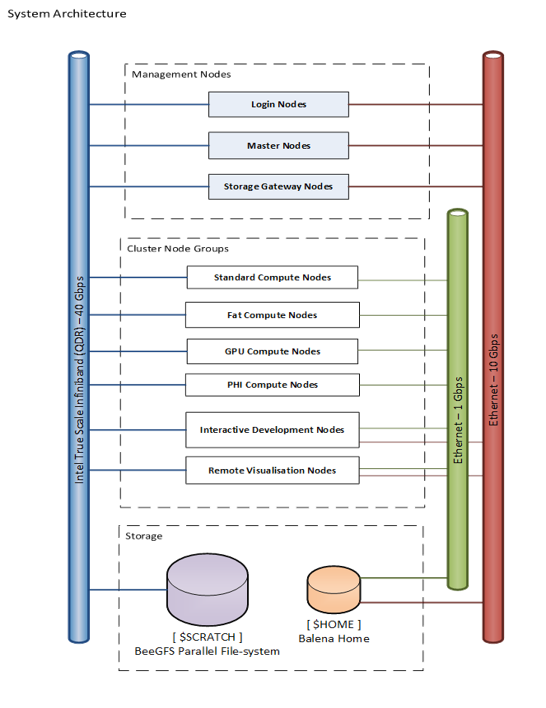 System Architecture
Management Nodes
Login Nodes
Master Nodes
Storage Gateway Nodes
Cluster Node Groups
Standard Compute Nodes
Fat Compute Nodes
GPU Compute Nodes
PHI Compute Nodes
Interactive Development Nodes
Remote Visualisation Nodes
Intel True Scale Infiniband (QDR) – 40 Gbps
Ethernet – 1 Gbps
Ethernet – 10 Gbps
Storage
[ $SCRATCH ]
BeeGFS Parallel File-system
[ $HOME ]
Balena Home